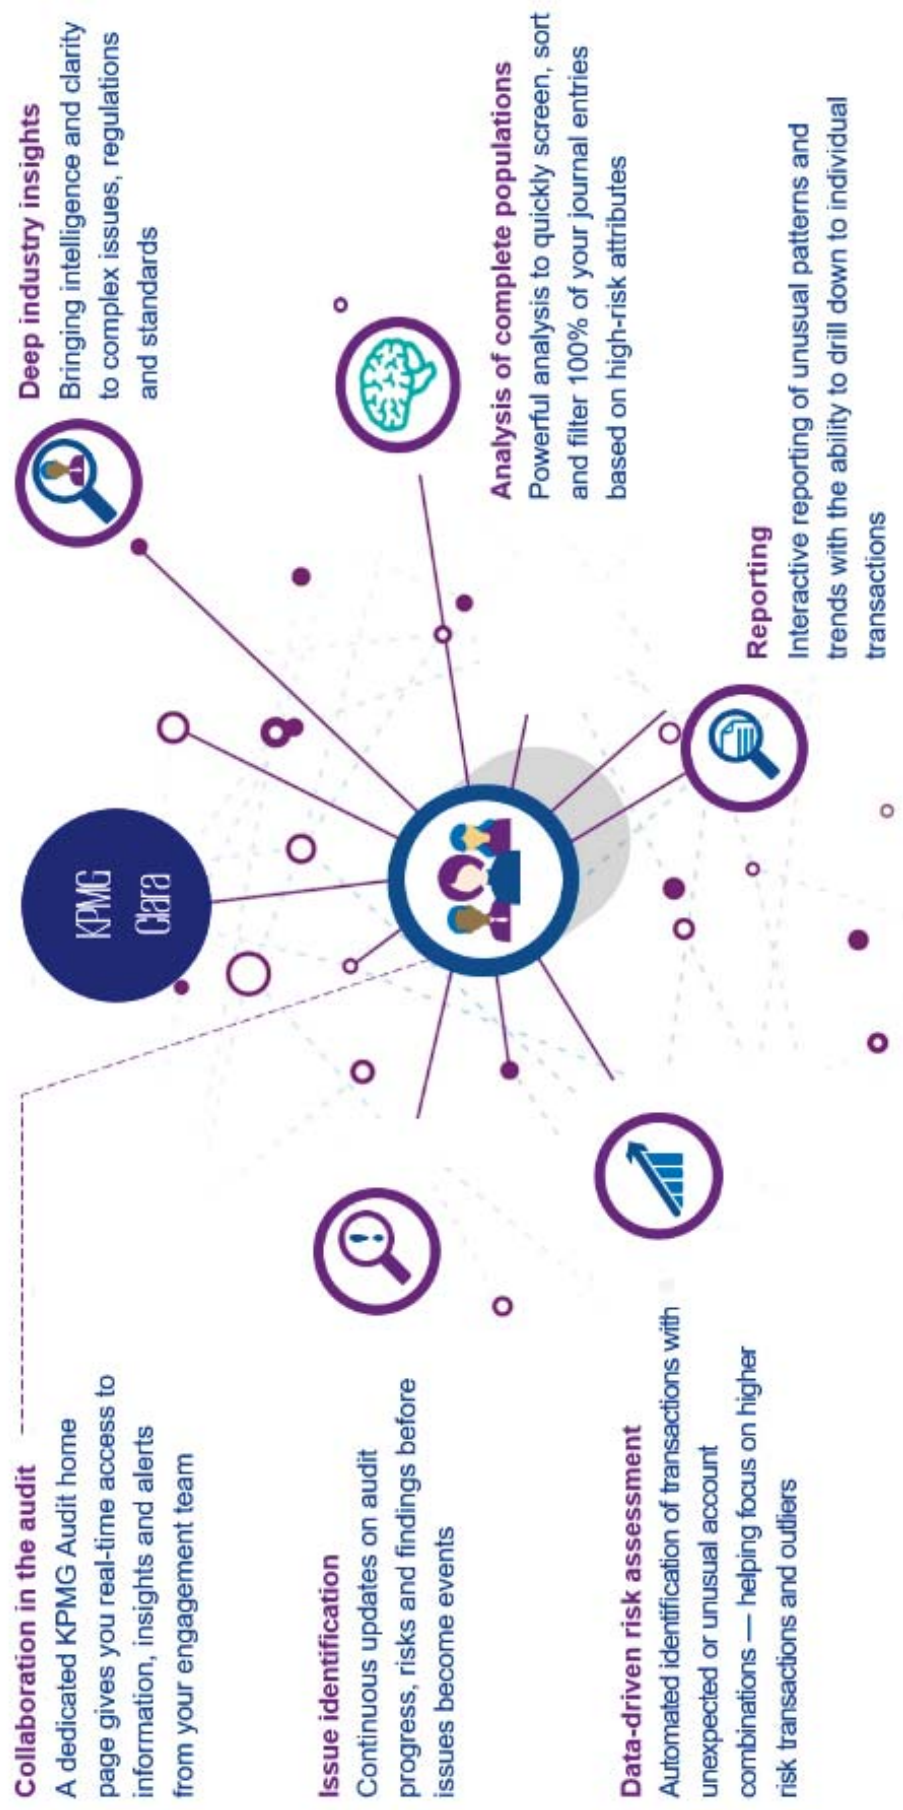 Collaboration in the audit
A dedicated KPMG Audit home
page gives you real-time access to
information, insights and alerts
from your engagement team
Issue identification
Continuous updates on audit
progress, risks and findings before
issues become events
Data-driven risk assessment
Automated identification of transactions with
unexpected or unusual account
combinations — helping focus on higher
risk transactions and outliers
KPMG
Clara
Deep industry insights
Bringing intelligence and clarity
to complex issues, regulations
and standards
Analysis of complete populations
Powerful analysis to quickly screen, sort
and filter 100% of your journal entries
based on high-risk attributes
Reporting
Interactive reporting of unusual patterns and
trends with the ability to drill down to individual
transactions